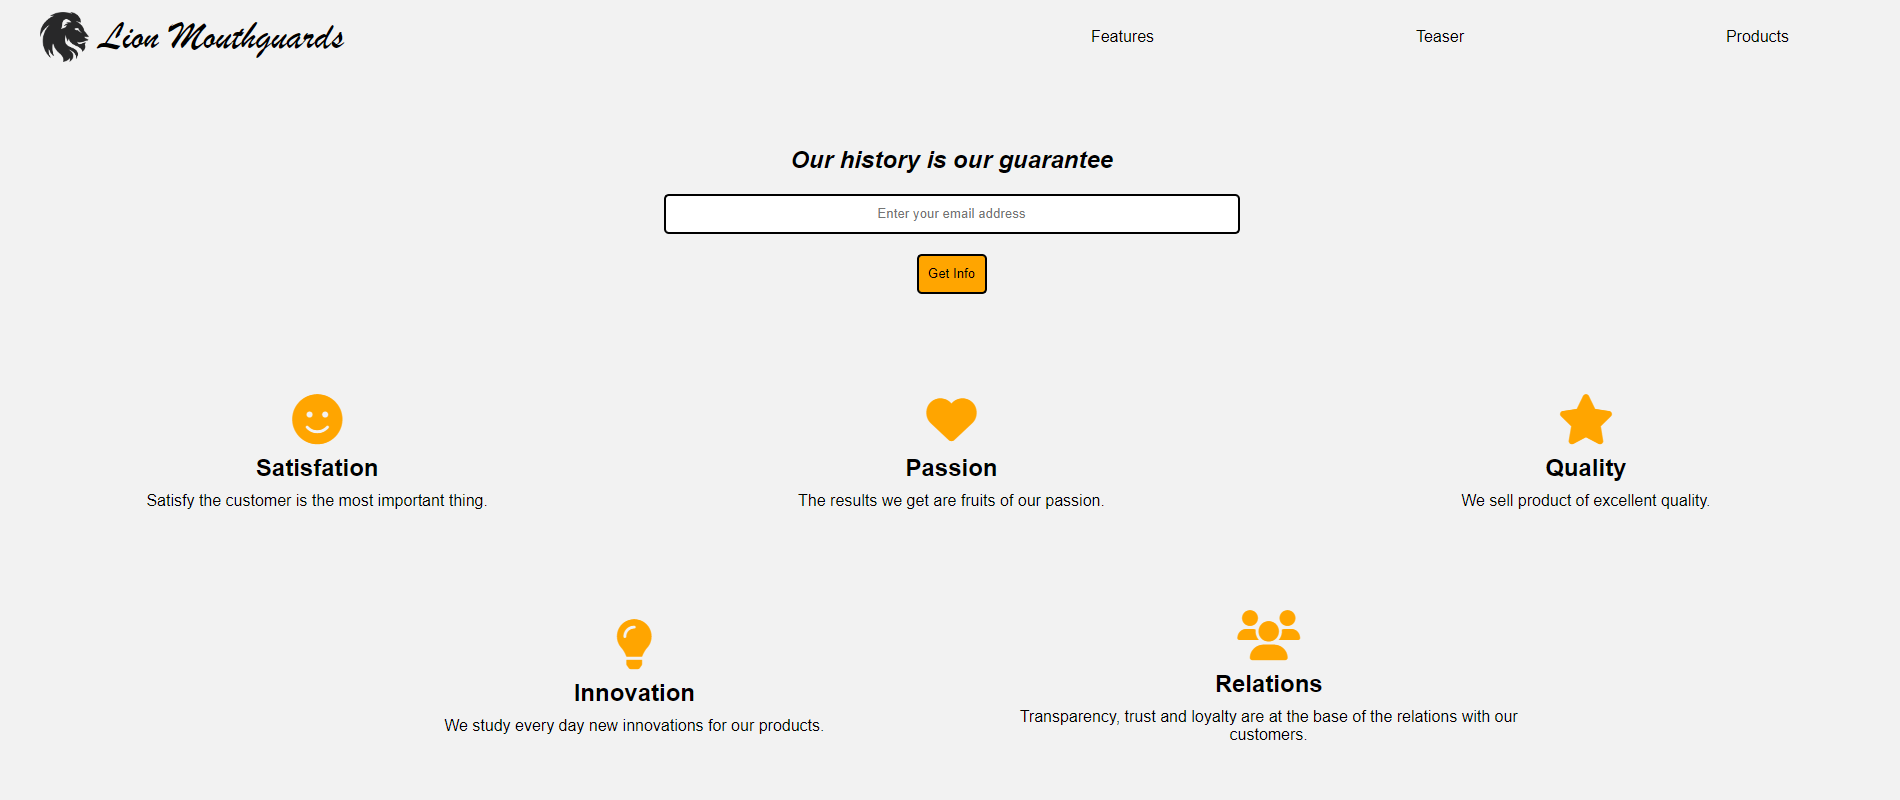 Lion Mouthguards
Features
Teaser
Products
Our history is our guarantee
Enter your email address
Get Info
Satisfation
Satisfy the customer is the most important thing.
Passion
The results we get are fruits of our passion.
Quality
We sell product of excellent quality.
Innovation
We study every day new innovations for our products.
Relations
Transparency, trust and loyalty are at the base of the relations with our
customers.